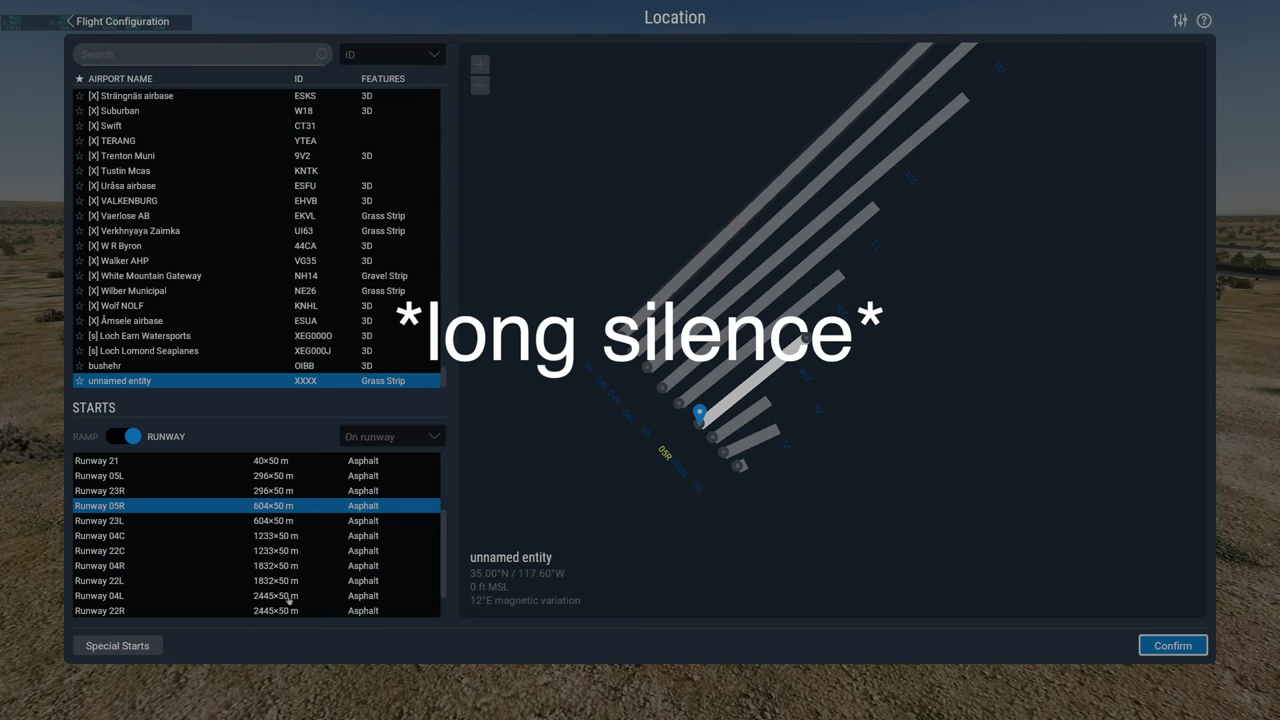 Flight Configuration
Location
Search
ID
AIRPORT NAME ID FEATURES
[X] Strängnäs airbase ESKS 3D
[X] Suburban W18 3D
[X] Swift CT31
[X] TERANG YTEA
[X] Trenton Muni 9V2 3D
[X] Tustin Mcas KNTK
[X] Uråsa airbase ESFU 3D
[X] VALKENBURG EHVB 3D
[X] Vaerlose AB EKVL Grass Strip
[X] Verkhnyaya Zaimka UI63 Grass Strip
[X] W R Byron 44CA 3D
[X] Walker AHP VG35 3D
[X] White Mountain Gateway NH14 Gravel Strip
[X] Wilber Municipal NE26 Grass Strip
[X] Wolf NOLF KNHL 3D
[X] Åmsele airbase ESUA 3D
[s] Loch Earn Watersports XEG000O
[s] Loch Lomond Seaplanes XEG000J
bushehr OIBB 3D
unnamed entity XXXX Grass Strip
*long silence*
STARTS
RAMP RUNWAY
On runway
Runway 21 40×50 m Asphalt
Runway 05L 296×50 m Asphalt
Runway 23R 296×50 m Asphalt
Runway 05R 604×50 m Asphalt
Runway 23L 604×50 m Asphalt
Runway 04C 1233×50 m Asphalt
Runway 22C 1233×50 m Asphalt
Runway 04R 1832×50 m Asphalt
Runway 22L 1832×50 m Asphalt
Runway 04L 2445×50 m Asphalt
Runway 22R 2445×50 m Asphalt
05R
unnamed entity
35.00°N / 117.60°W
0 ft MSL
12°E magnetic variation
Special Starts
Confirm